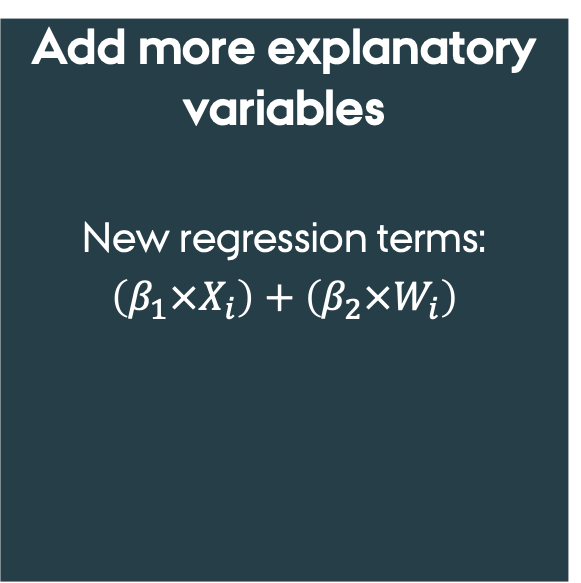 Add more explanatory
variables
New regression terms:
(β₁×Xᵢ) + (β₂×Wᵢ)